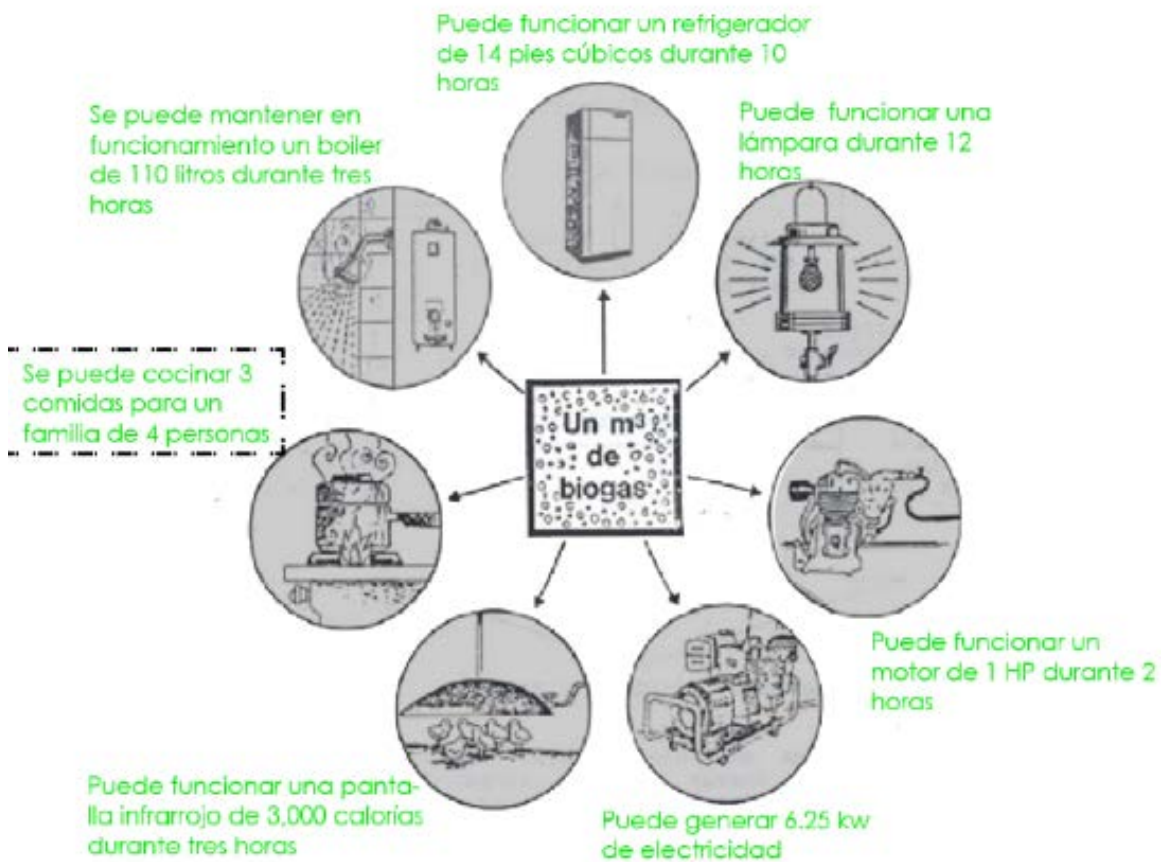 Puede funcionar un refrigerador
de 14 pies cúbicos durante 10
horas
Se puede mantener en
funcionamiento un boiler
de 110 litros durante tres
horas
Puede funcionar una
lámpara durante 12
horas
Se puede cocinar 3
comidas para un
familia de 4 personas
Un m³
de
biogas
Puede funcionar un
motor de 1 HP durante 2
horas
Puede funcionar una panta-
lla infrarrojo de 3,000 calorías
durante tres horas
Puede generar 6.25 kw
de electricidad